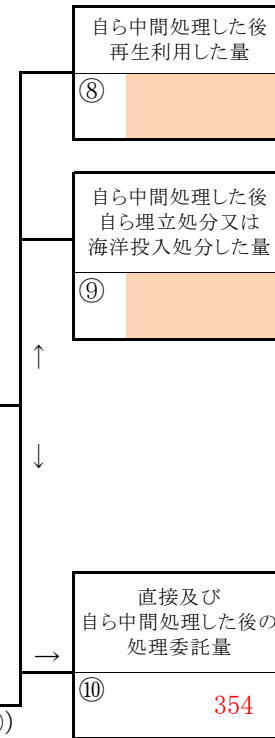 自ら中間処理した後
再生利用した量
⑧
自ら中間処理した後
自ら埋立処分又は
海洋投入処分した量
⑨
↑
↓
直接及び
自ら中間処理した後の
処理委託量
→
⑩ 354
)